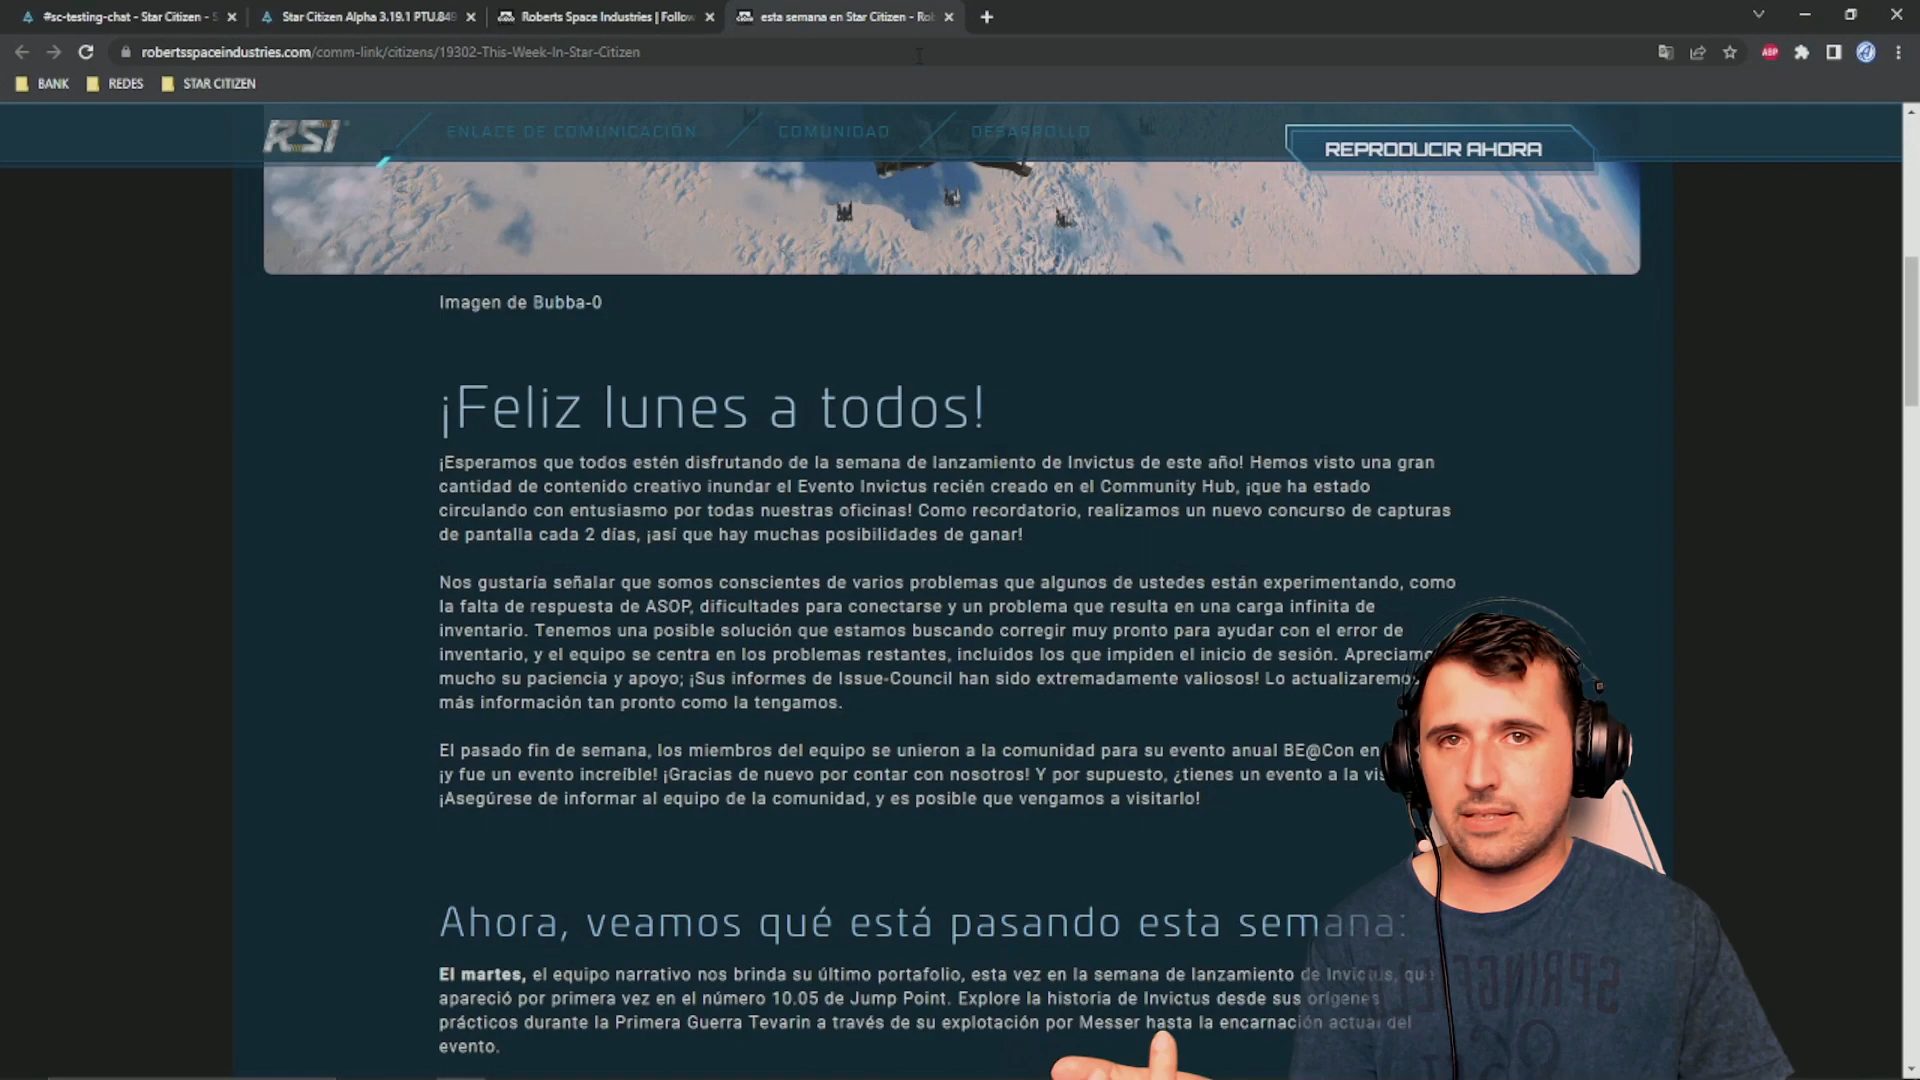 #sc-testing-chat - Star Citizen - S
Star Citizen Alpha 3.19.1 PTU.849
Roberts Space Industries | Follow
esta semana en Star Citizen - Rob
robertsspaceindustries.com/comm-link/citizens/19302-This-Week-In-Star-Citizen
ABP
BANK
REDES
STAR CITIZEN
RSI
ENLACE DE COMUNICACIÓN
COMUNIDAD
DESARROLLO
REPRODUCIR AHORA
Imagen de Bubba-0
¡Feliz lunes a todos!
¡Esperamos que todos estén disfrutando de la semana de lanzamiento de Invictus de este año! Hemos visto una gran
cantidad de contenido creativo inundar el Evento Invictus recién creado en el Community Hub, ¡que ha estado
circulando con entusiasmo por todas nuestras oficinas! Como recordatorio, realizamos un nuevo concurso de capturas
de pantalla cada 2 días, ¡así que hay muchas posibilidades de ganar!
Nos gustaría señalar que somos conscientes de varios problemas que algunos de ustedes están experimentando, como
la falta de respuesta de ASOP, dificultades para conectarse y un problema que resulta en una carga infinita de
inventario. Tenemos una posible solución que estamos buscando corregir muy pronto para ayudar con el error de
inventario, y el equipo se centra en los problemas restantes, incluidos los que impiden el inicio de sesión. Apreciamo
mucho su paciencia y apoyo; ¡Sus informes de Issue-Council han sido extremadamente valiosos! Lo actualizaremos
más información tan pronto como la tengamos.
El pasado fin de semana, los miembros del equipo se unieron a la comunidad para su evento anual BE@Con en
¡y fue un evento increíble! ¡Gracias de nuevo por contar con nosotros! Y por supuesto, ¿tienes un evento a la vis
¡Asegúrese de informar al equipo de la comunidad, y es posible que vengamos a visitarlo!
Ahora, veamos qué está pasando esta semana:
El martes, el equipo narrativo nos brinda su último portafolio, esta vez en la semana de lanzamiento de Invictus, que
apareció por primera vez en el número 10.05 de Jump Point. Explore la historia de Invictus desde sus orígenes
prácticos durante la Primera Guerra Tevarin a través de su explotación por Messer hasta la encarnación actual del
evento.